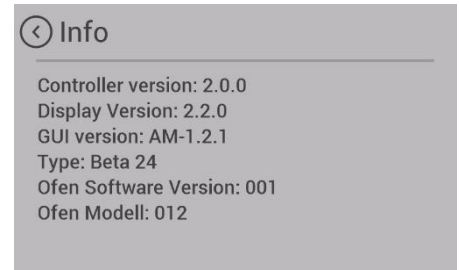 Info
Controller version: 2.0.0
Display Version: 2.2.0
GUI version: AM-1.2.1
Type: Beta 24
Ofen Software Version: 001
Ofen Modell: 012